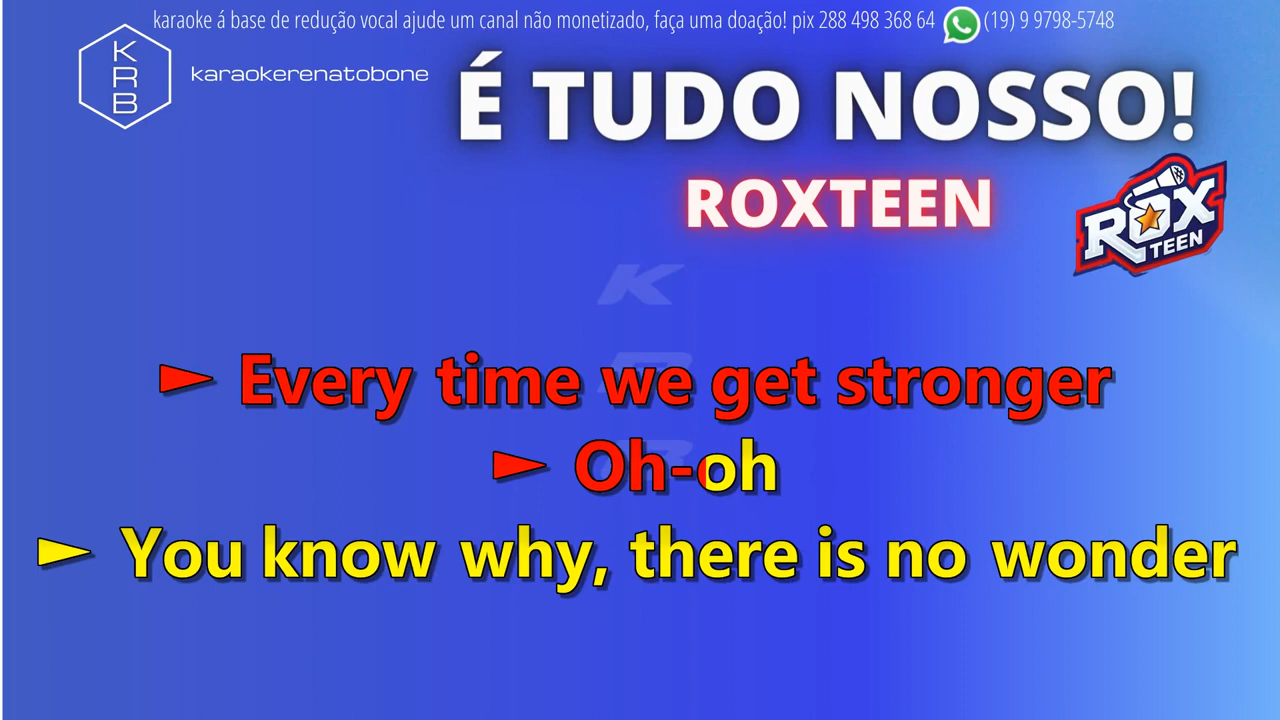 karaoke á base de redução vocal ajude um canal não monetizado, faça uma doação! pix 288 498 368 64 (19) 9 9798-5748
K
R
B
karaokerenatobone
É TUDO NOSSO!
ROXTEEN
ROX
TEEN
K
R
B
► Every time we get stronger
► Oh-oh
► You know why, there is no wonder